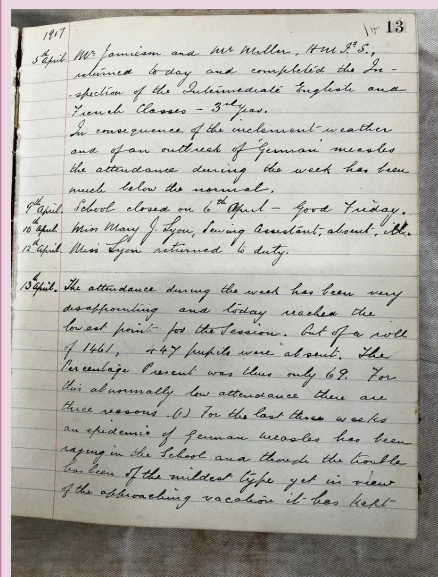 13
1917
5th April. Mr Jamieson and Mr Miller, H.M.I.S.,
returned today and completed the In-
-spection of the Intermediate English and
French Classes - 3rd Year.
In consequence of the inclement weather
and of an outbreak of 'German' measles
the attendance during the week has been
much below the normal.
9th April. School closed on 6th April - Good Friday.
10th April. Miss Mary J. Lyon, Sewing Assistant, absent, ill.
12th April. Miss Lyon returned to duty.
13th April. The attendance during the week has been very
disappointing and today reached the
lowest point for the Session. Out of a roll
of 1461, 447 pupils were absent. The
Percentage Present was thus only 69. For
this abnormally low attendance there are
three reasons. (1) For the last three weeks
an epidemic of German measles has been
raging in the School and though the trouble
has been of the mildest type yet in view
of the approaching vacation it has kept